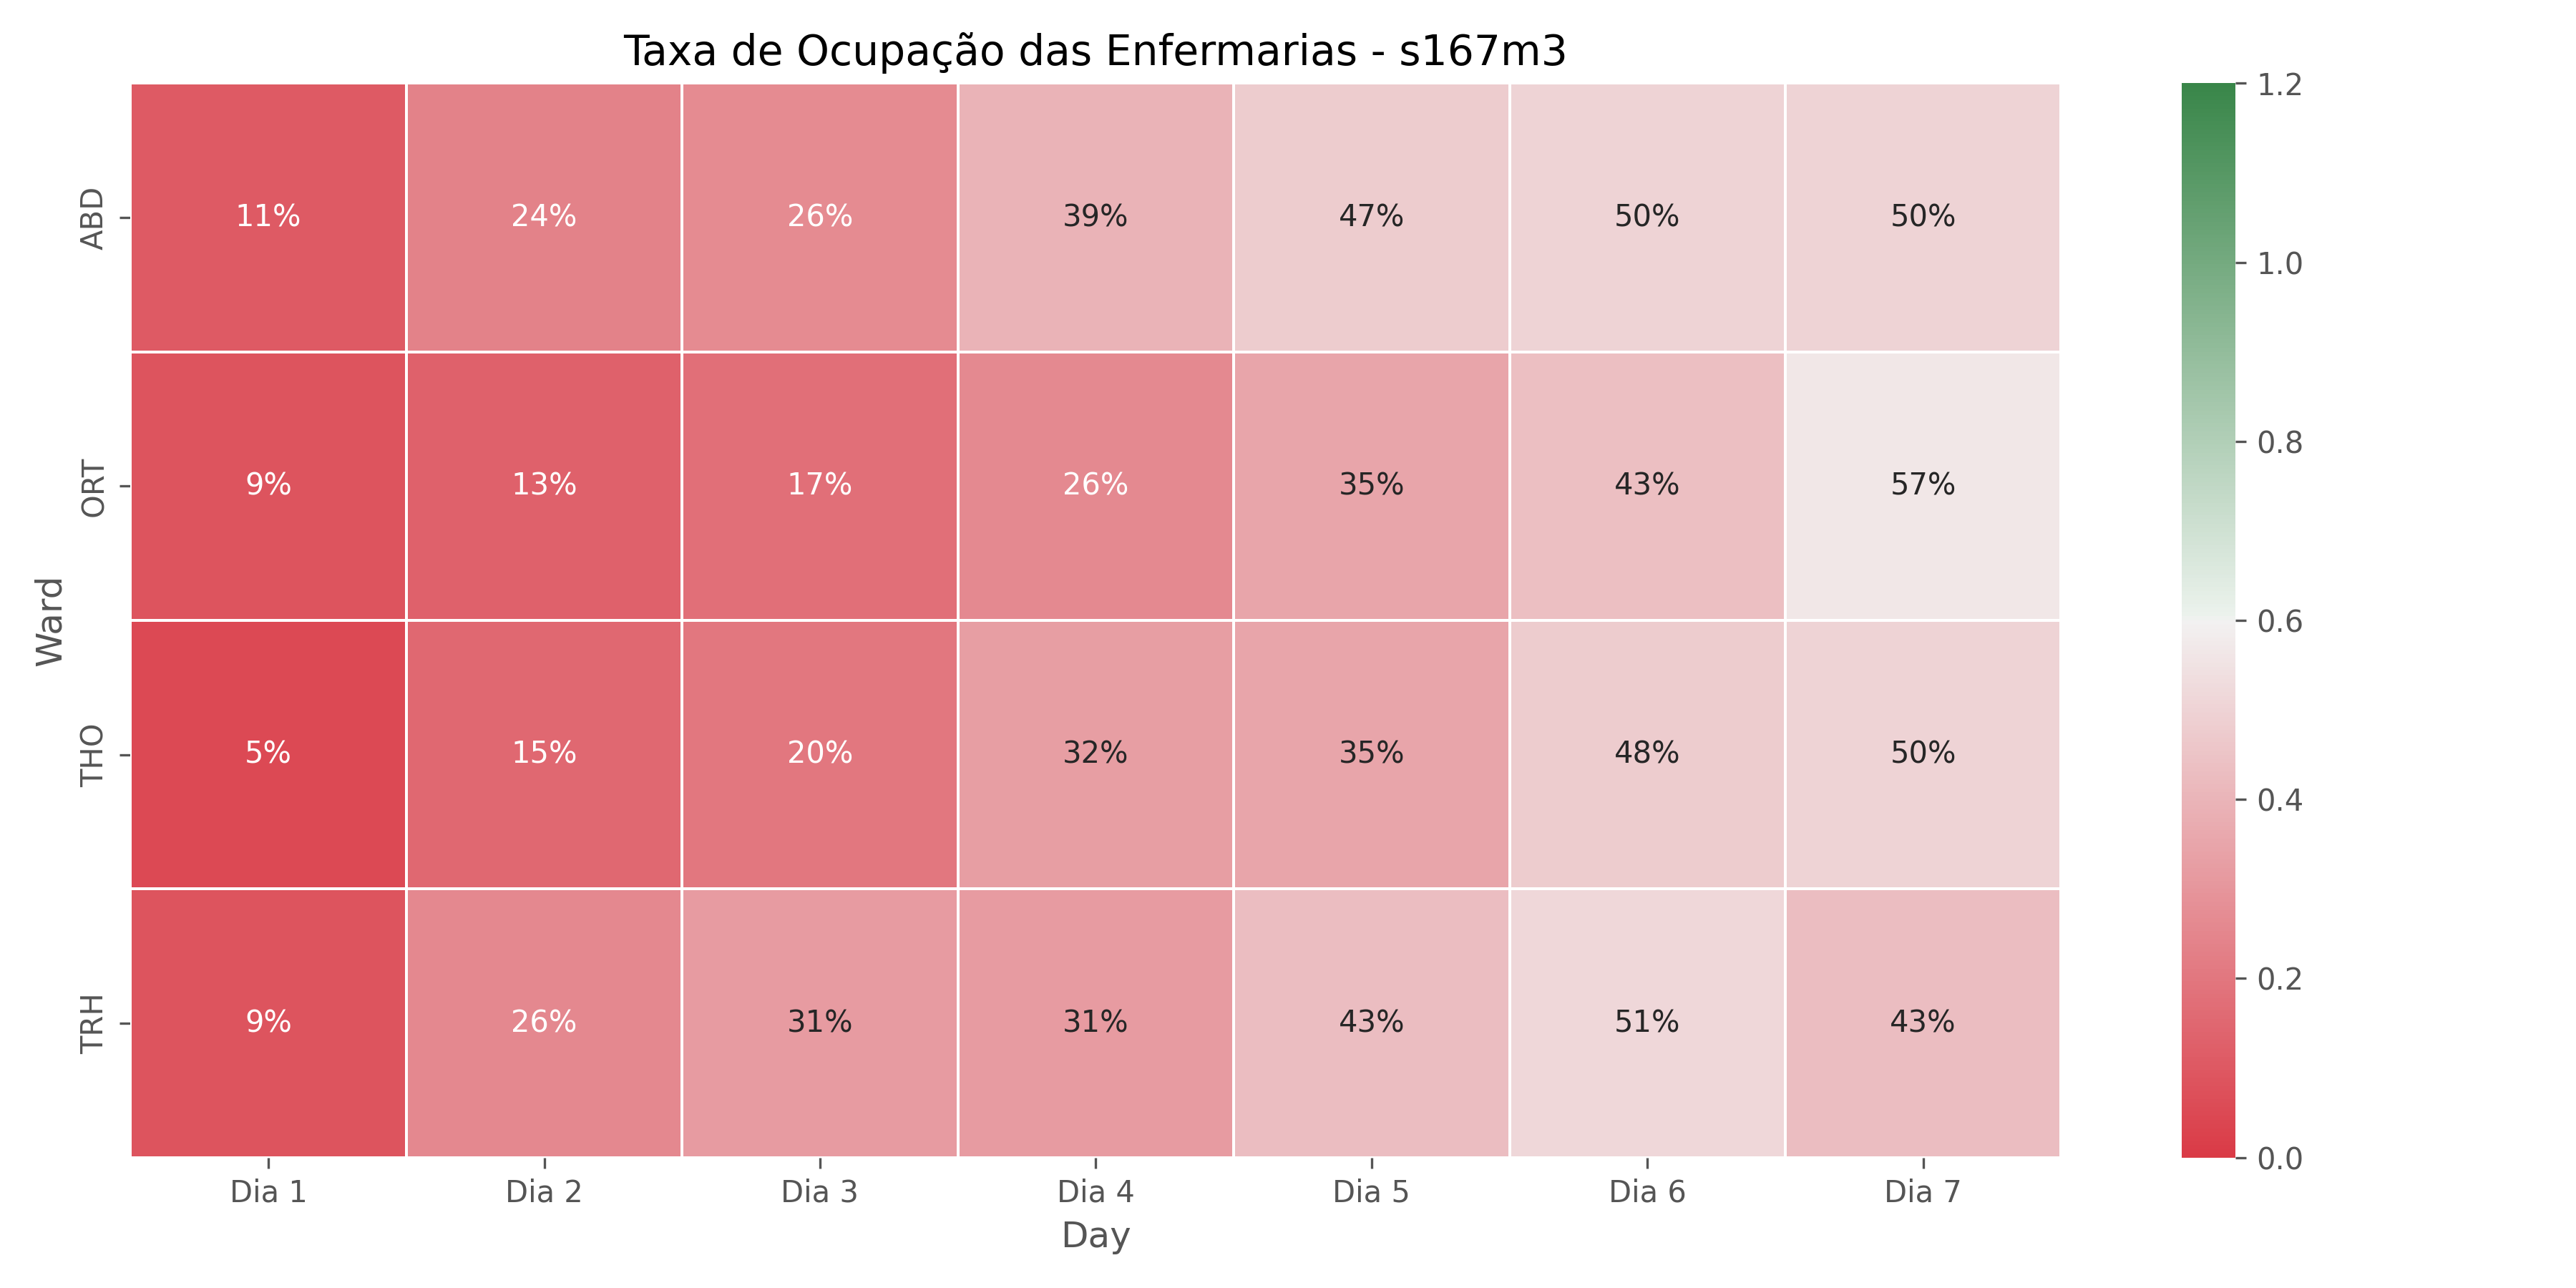 Taxa de Ocupação das Enfermarias - s167m3
Ward
ABD 11% 24% 26% 39% 47% 50% 50%
ORT 9% 13% 17% 26% 35% 43% 57%
THO 5% 15% 20% 32% 35% 48% 50%
TRH 9% 26% 31% 31% 43% 51% 43%
Dia 1 Dia 2 Dia 3 Dia 4 Dia 5 Dia 6 Dia 7
Day
1.2
1.0
0.8
0.6
0.4
0.2
0.0